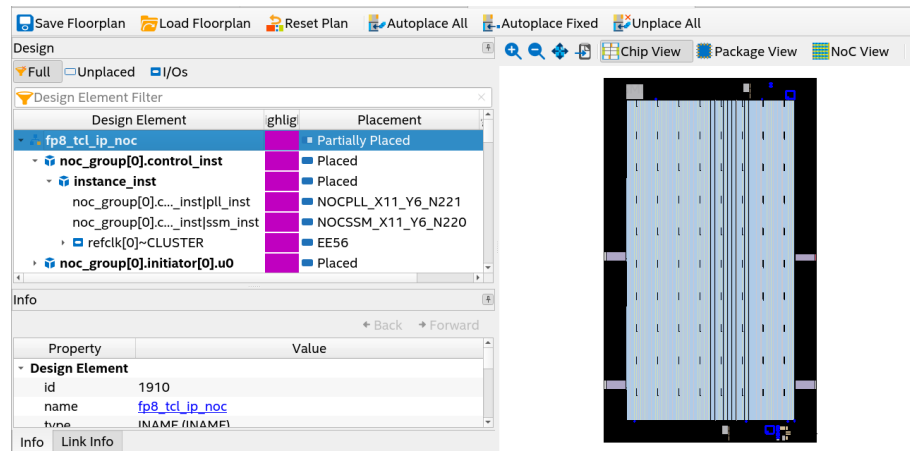 Save Floorplan Load Floorplan Reset Plan Autoplace All Autoplace Fixed Unplace All
Design
Full Unplaced I/Os
Chip View Package View NoC View
Design Element Filter
Design Element ghlig Placement
fp8_tcl_ip_noc Partially Placed
noc_group[0].control_inst Placed
instance_inst Placed
noc_group[0].c..._inst|pll_inst NOCPLL_X11_Y6_N221
noc_group[0].c..._inst|ssm_inst NOCSSM_X11_Y6_N220
refclk[0]~CLUSTER EE56
noc_group[0].initiator[0].u0 Placed
Info
Back Forward
Property Value
Design Element
id 1910
name fp8_tcl_ip_noc
type INAME (INAME)
Info Link Info